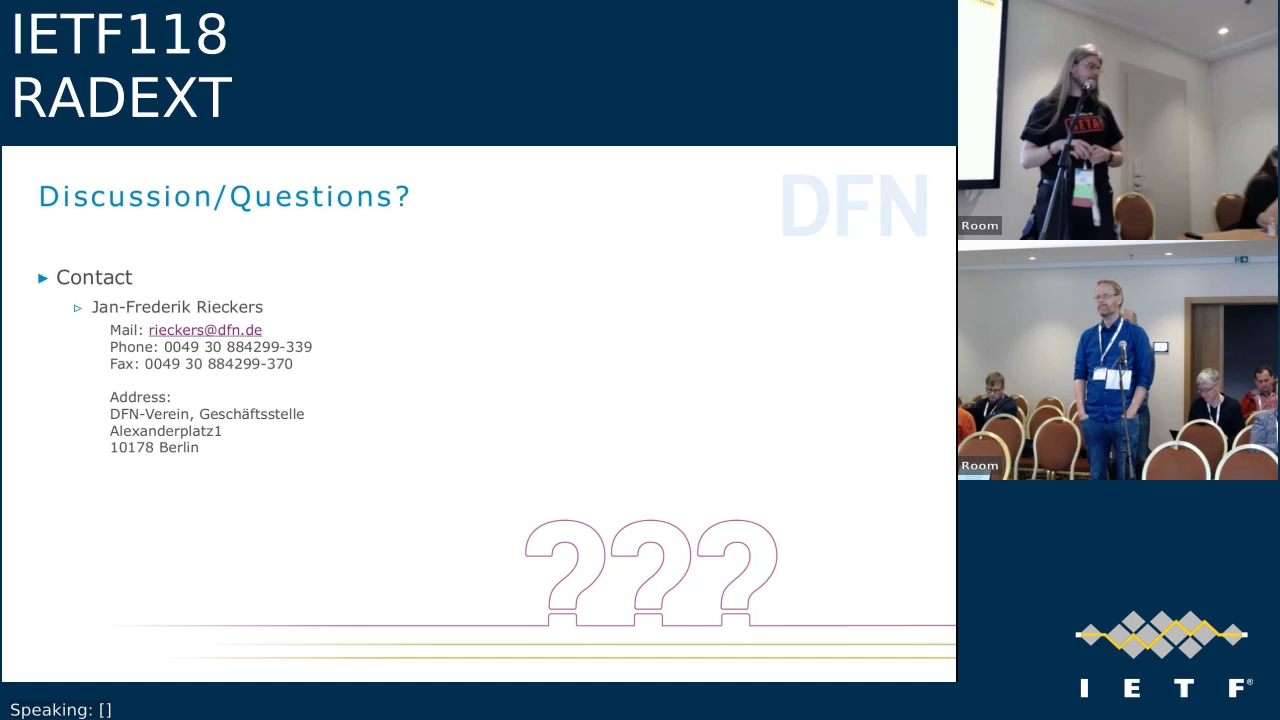 IETF118
RADEXT
Discussion/Questions?
DFN
Contact
Jan-Frederik Rieckers
Mail: rieckers@dfn.de
Phone: 0049 30 884299-339
Fax: 0049 30 884299-370
Address:
DFN-Verein, Geschäftsstelle
Alexanderplatz1
10178 Berlin
???
Room
BETA
Room
I E T F®
Speaking: []